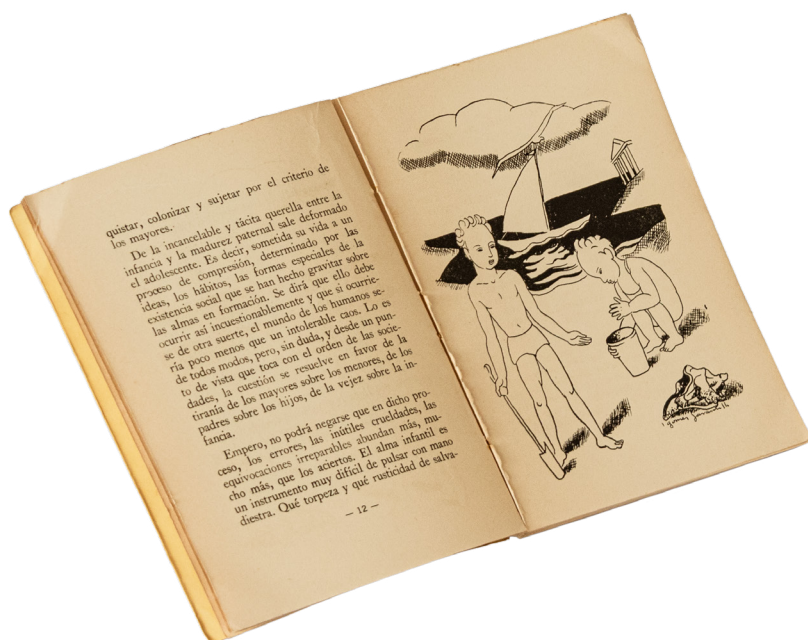 quistar, colonizar y sujetar por el criterio de
los mayores.
De la incancelable y tácita querella entre la
infancia y la madurez paternal sale deformado
el adolescente. Es decir, sometida su vida a un
proceso de compresión, determinado por las
ideas, los hábitos, las formas especiales de la
existencia social que se han hecho gravitar sobre
las almas en formación. Se dirá que ello debe
ocurrir así incuestionablemente y que si ocurrie-
se de otra suerte, el mundo de los humanos se-
ría poco menos que un intolerable caos. Lo es
de todos modos, pero, sin duda, y desde un pun-
to de vista que toca con el orden de las socie-
dades, la cuestión se resuelve en favor de la
tiranía de los mayores sobre los menores, de los
padres sobre los hijos, de la vejez sobre la in-
fancia.
Empero, no podrá negarse que en dicho pro-
ceso, los errores, las inútiles crueldades, las
equivocaciones irreparables abundan más, mu-
cho más, que los aciertos. El alma infantil es
un instrumento muy difícil de pulsar con mano
diestra. Qué torpeza y qué rusticidad de salva-
— 12 —